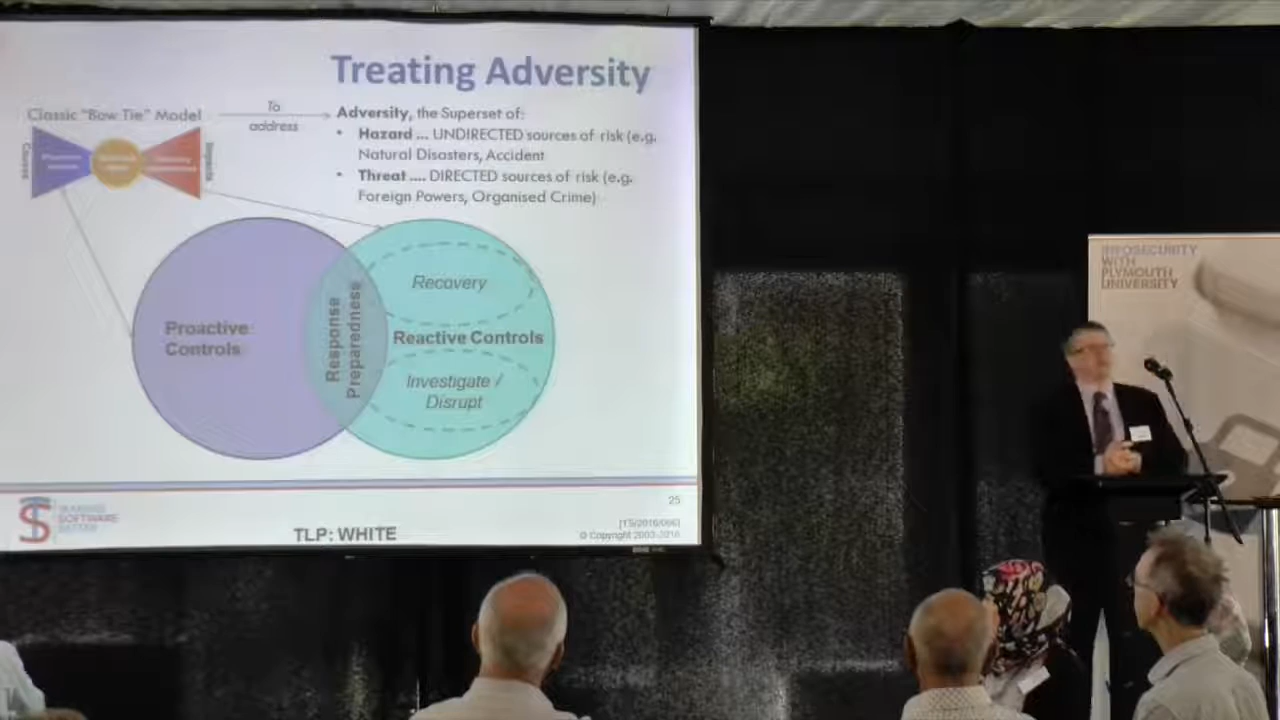 Treating Adversity
Classic "Bow Tie" Model
To
address
Adversity, the Superset of:
• Hazard ... UNDIRECTED sources of risk (e.g.
Natural Disasters, Accident
• Threat .... DIRECTED sources of risk (e.g.
Foreign Powers, Organised Crime)
Causes
Impacts
Proactive
Controls
Response
Preparedness
Recovery
Reactive Controls
Investigate /
Disrupt
25
SOFTWARE
TLP: WHITE
© Copyright 2003-2016
INFOSECURITY
WITH
PLYMOUTH
UNIVERSITY